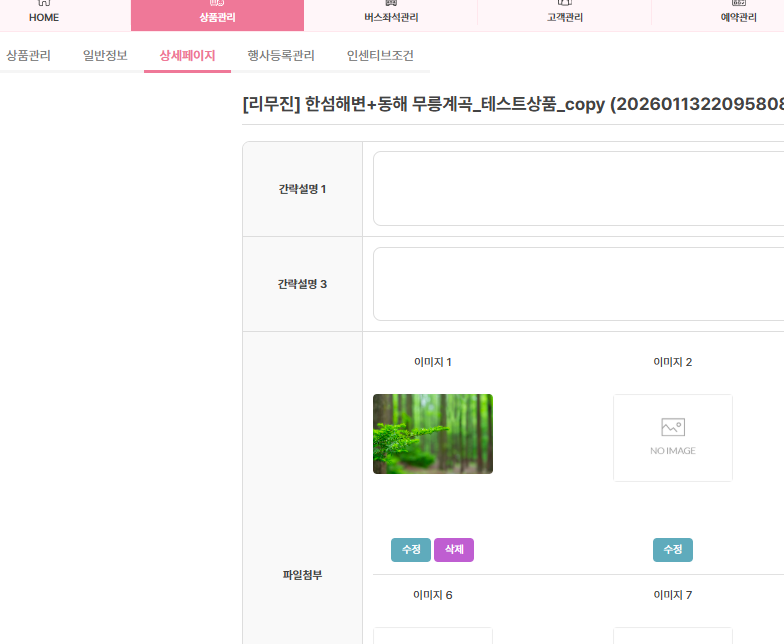 HOME 상품관리 버스좌석관리 고객관리 예약관리
상품관리 일반정보 상세페이지 행사등록관리 인센티브조건
[리무진] 한섬해변+동해 무릉계곡_테스트상품_copy (2026011322095808
간략설명 1
간략설명 3
이미지 1 이미지 2
NO IMAGE
수정 삭제 수정
파일첨부
이미지 6 이미지 7